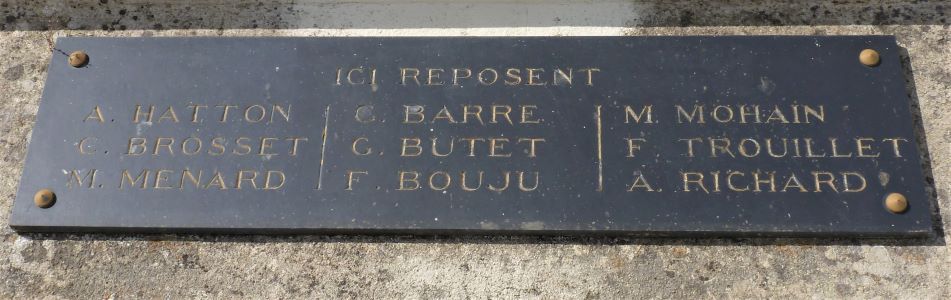 ICI REPOSENT
A. HATTON
C. BROSSET
M. MENARD
C. BARRE
G. BUTET
F. BOUJU
M. MOHAIN
F. TROUILLET
A. RICHARD